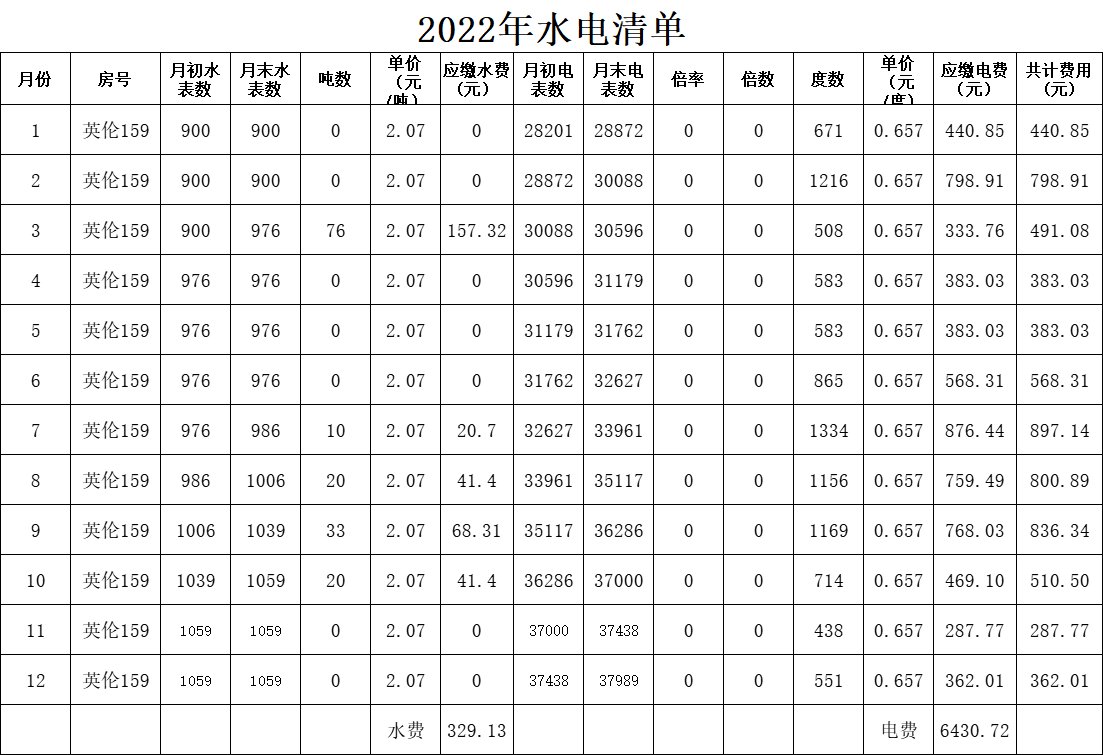 2022年水电清单
月份 房号 月初水表数 月末水表数 吨数 单价（元/吨） 应缴水费（元） 月初电表数 月末电表数 倍率 倍数 度数 单价（元/度） 应缴电费（元） 共计费用（元）
1 英伦159 900 900 0 2.07 0 28201 28872 0 0 671 0.657 440.85 440.85
2 英伦159 900 900 0 2.07 0 28872 30088 0 0 1216 0.657 798.91 798.91
3 英伦159 900 976 76 2.07 157.32 30088 30596 0 0 508 0.657 333.76 491.08
4 英伦159 976 976 0 2.07 0 30596 31179 0 0 583 0.657 383.03 383.03
5 英伦159 976 976 0 2.07 0 31179 31762 0 0 583 0.657 383.03 383.03
6 英伦159 976 976 0 2.07 0 31762 32627 0 0 865 0.657 568.31 568.31
7 英伦159 976 986 10 2.07 20.7 32627 33961 0 0 1334 0.657 876.44 897.14
8 英伦159 986 1006 20 2.07 41.4 33961 35117 0 0 1156 0.657 759.49 800.89
9 英伦159 1006 1039 33 2.07 68.31 35117 36286 0 0 1169 0.657 768.03 836.34
10 英伦159 1039 1059 20 2.07 41.4 36286 37000 0 0 714 0.657 469.10 510.50
11 英伦159 1059 1059 0 2.07 0 37000 37438 0 0 438 0.657 287.77 287.77
12 英伦159 1059 1059 0 2.07 0 37438 37989 0 0 551 0.657 362.01 362.01
水费 329.13 电费 6430.72